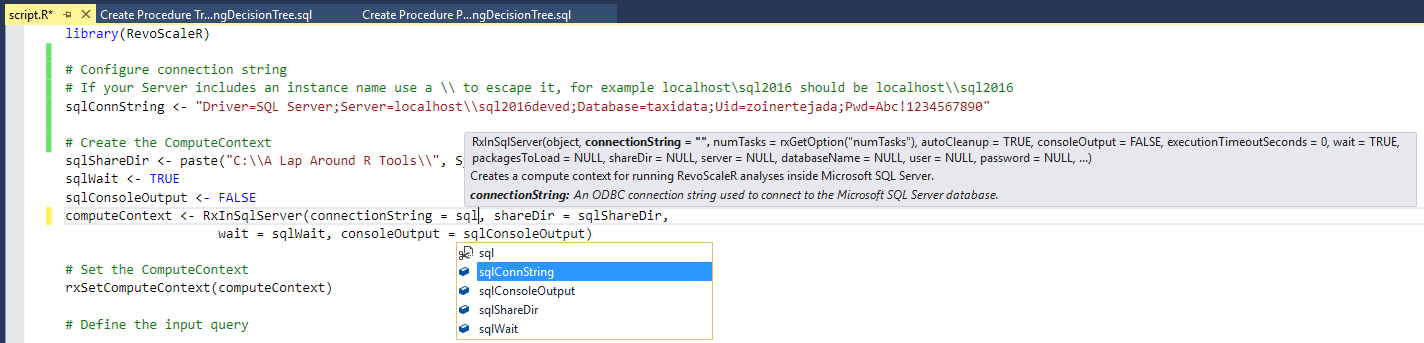 script.R* Create Procedure Tr...ngDecisionTree.sql Create Procedure P...ngDecisionTree.sql
library(RevoScaleR)
# Configure connection string
# If your Server includes an instance name use a \\ to escape it, for example localhost\sql2016 should be localhost\\sql2016
sqlConnString <- "Driver=SQL Server;Server=localhost\\sql2016deved;Database=taxidata;Uid=zoinertejada;Pwd=Abc!1234567890"
# Create the ComputeContext
sqlShareDir <- paste("C:\\A Lap Around R Tools\\", Sy
sqlWait <- TRUE
sqlConsoleOutput <- FALSE
computeContext <- RxInSqlServer(connectionString = sql, shareDir = sqlShareDir,
wait = sqlWait, consoleOutput = sqlConsoleOutput)
# Set the ComputeContext
rxSetComputeContext(computeContext)
# Define the input query
RxInSqlServer(object, connectionString = "", numTasks = rxGetOption("numTasks"), autoCleanup = TRUE, consoleOutput = FALSE, executionTimeoutSeconds = 0, wait = TRUE,
packagesToLoad = NULL, shareDir = NULL, server = NULL, databaseName = NULL, user = NULL, password = NULL, ...)
Creates a compute context for running RevoScaleR analyses inside Microsoft SQL Server.
connectionString: An ODBC connection string used to connect to the Microsoft SQL Server database.
sql
sqlConnString
sqlConsoleOutput
sqlShareDir
sqlWait